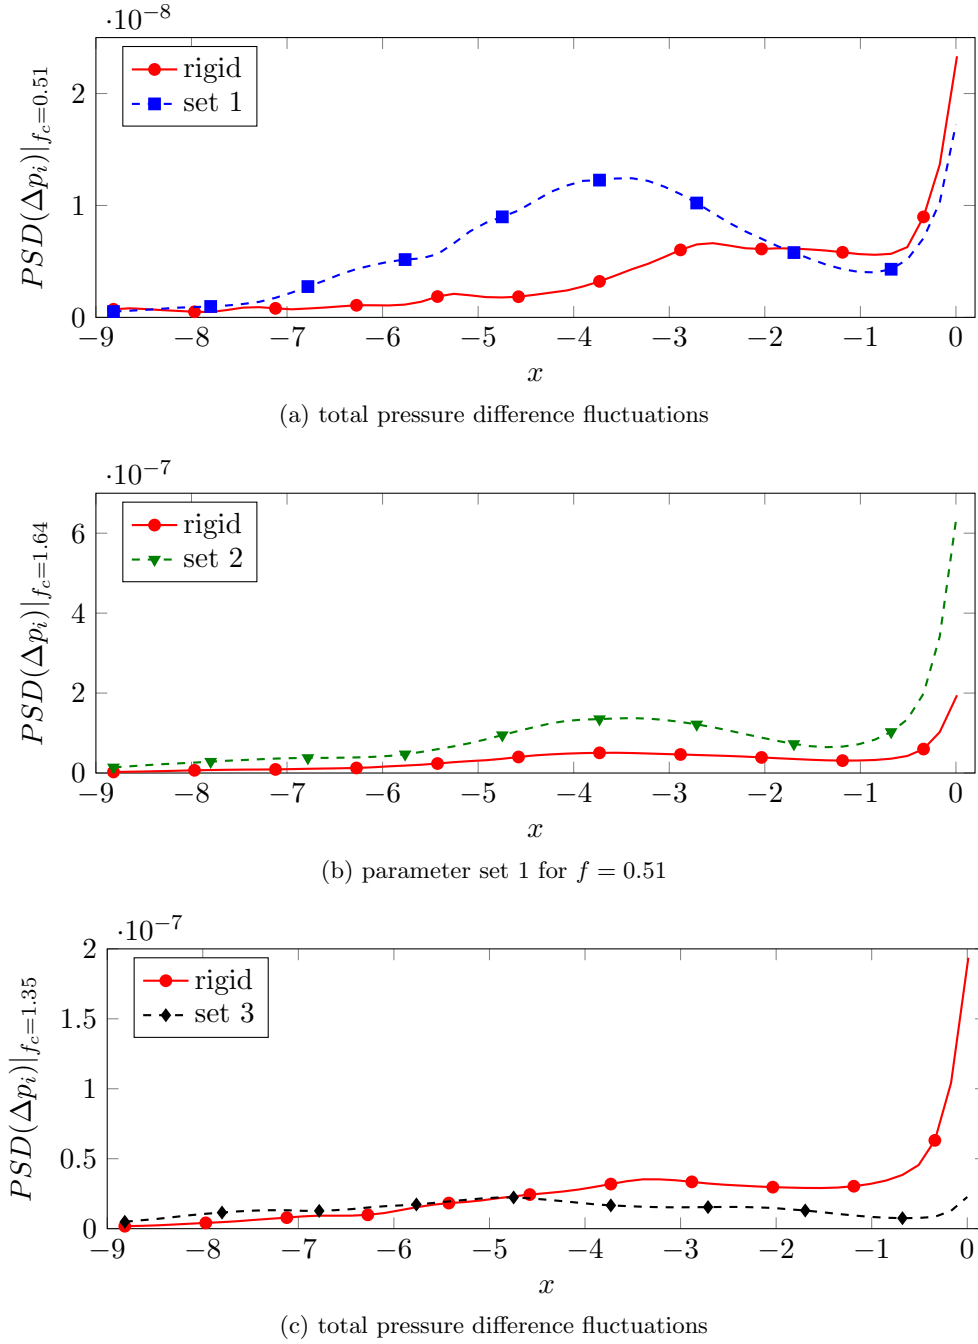 ·10⁻⁸
PSD(Δpᵢ)|f_c=0.51
rigid
set 1
2
1
0
−9 −8 −7 −6 −5 −4 −3 −2 −1 0
x
(a) total pressure difference fluctuations
·10⁻⁷
PSD(Δpᵢ)|f_c=1.64
rigid
set 2
6
4
2
0
−9 −8 −7 −6 −5 −4 −3 −2 −1 0
x
(b) parameter set 1 for f = 0.51
·10⁻⁷
PSD(Δpᵢ)|f_c=1.35
rigid
set 3
2
1.5
1
0.5
0
−9 −8 −7 −6 −5 −4 −3 −2 −1 0
x
(c) total pressure difference fluctuations